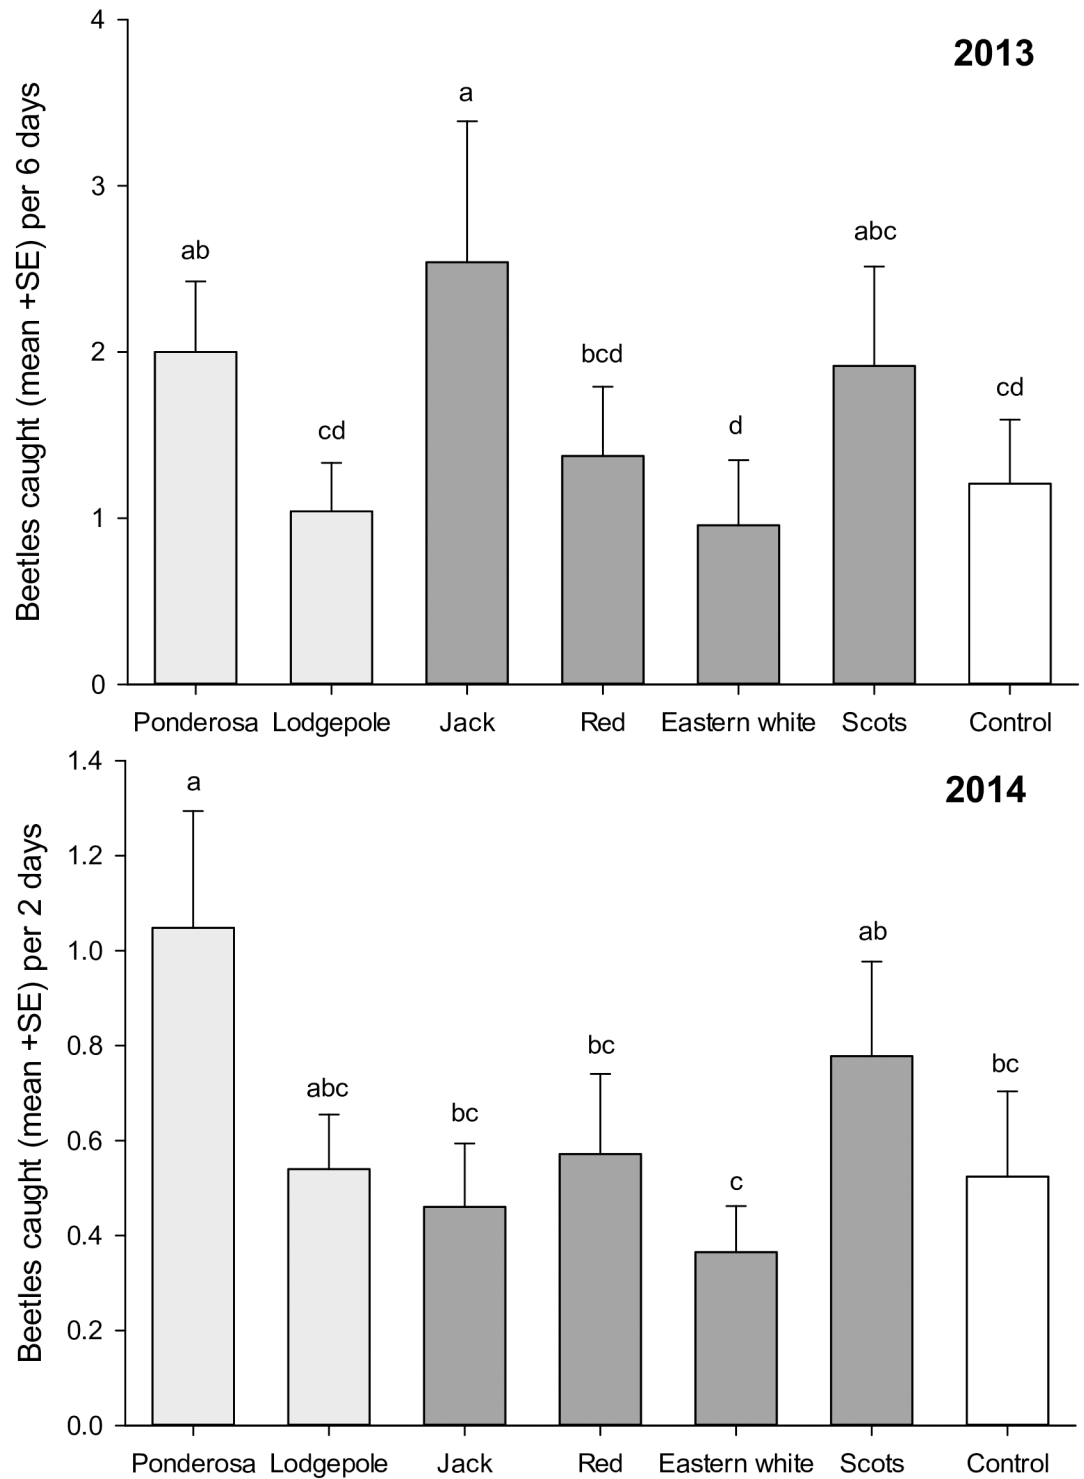 2013
Beetles caught (mean +SE) per 6 days
4
3
2
1
0
ab
cd
a
bcd
d
abc
cd
Ponderosa Lodgepole Jack Red Eastern white Scots Control
2014
Beetles caught (mean +SE) per 2 days
1.4
1.2
1.0
0.8
0.6
0.4
0.2
0.0
a
abc
bc
bc
c
ab
bc
Ponderosa Lodgepole Jack Red Eastern white Scots Control